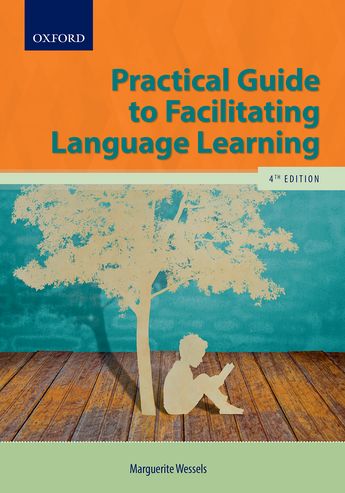 OXFORD
Practical Guide
to Facilitating
Language Learning
4TH EDITION
Marguerite Wessels